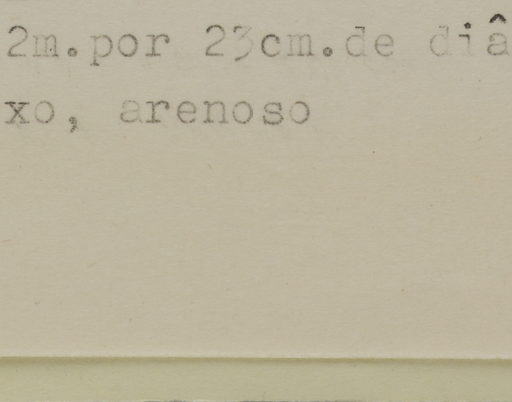 2m.por 23cm.de diâ
xo, arenoso